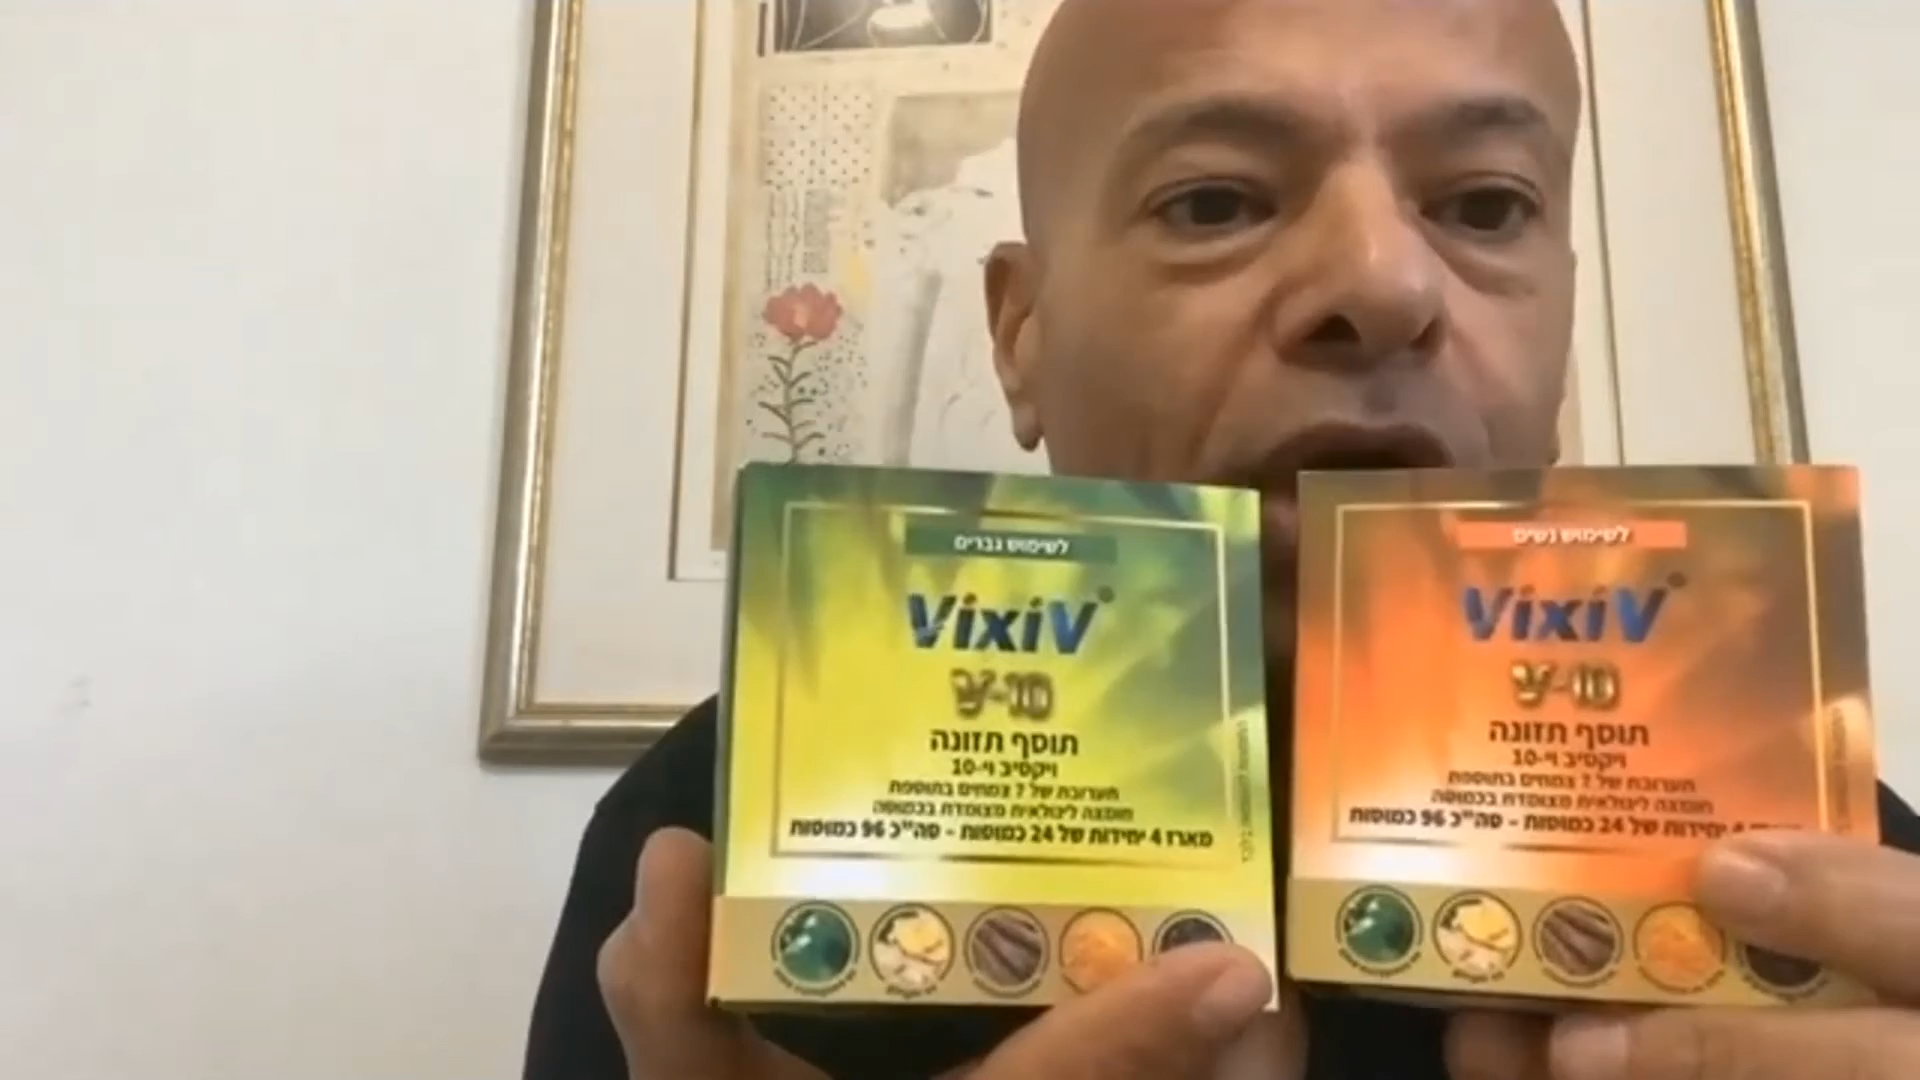 לשימוש גברים
VixiV®
V-10
תוסף תזונה
ויקסיב וי-10
תערובת של 7 צמחים בתוספת
חומצה לינולאית מצומדת בכמוסה
מארז 4 יחידות של 24 כמוסות - סה"כ 96 כמוסות
לשימוש נשים
VixiV®
V-10
תוסף תזונה
ויקסיב וי-10
תערובת של 7 צמחים בתוספת
חומצה לינולאית מצומדת בכמוסה
מארז 4 יחידות של 24 כמוסות - סה"כ 96 כמוסות